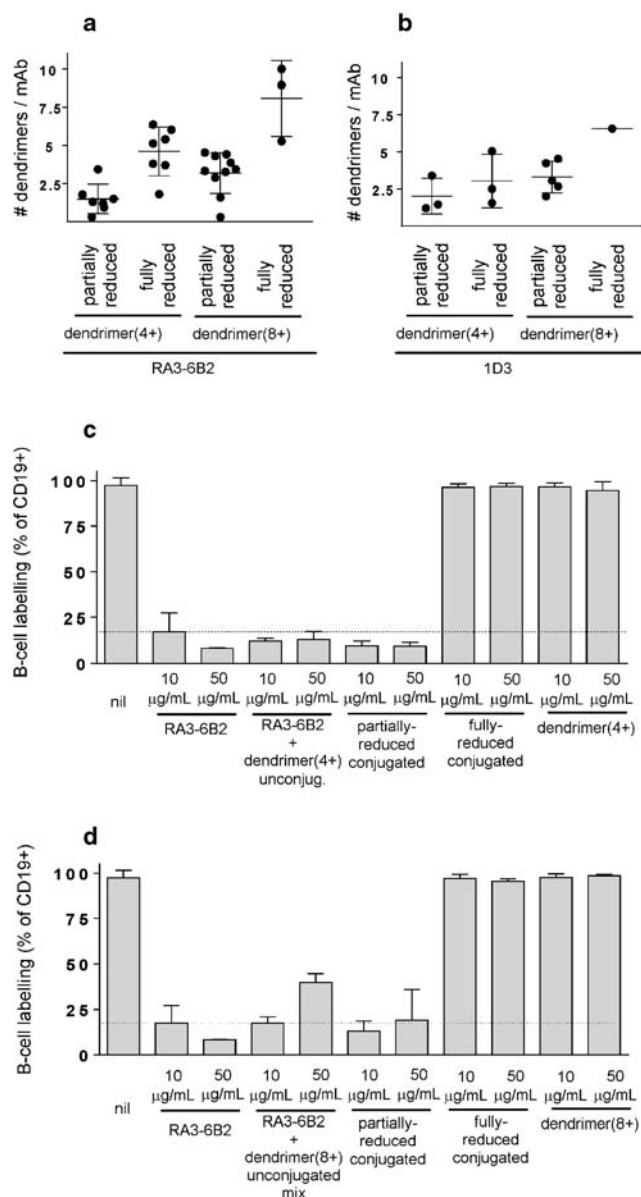 a
# dendrimers / mAb
10
7.5
5
2.5
partially
reduced
fully
reduced
partially
reduced
fully
reduced
dendrimer(4+)
dendrimer(8+)
RA3-6B2
b
# dendrimers / mAb
10
7.5
5
2.5
partially
reduced
fully
reduced
partially
reduced
fully
reduced
dendrimer(4+)
dendrimer(8+)
1D3
c
B-cell labelling (% of CD19+)
100
75
50
25
0
nil
10 50 10 50 10 50 10 50 10 50
µg/mL µg/mL µg/mL µg/mL µg/mL µg/mL µg/mL µg/mL µg/mL µg/mL
RA3-6B2
RA3-6B2
+
dendrimer(4+)
unconjug.
partially-
reduced
conjugated
fully-
reduced
conjugated
dendrimer(4+)
d
B-cell labelling (% of CD19+)
100
75
50
25
0
nil
10 50 10 50 10 50 10 50 10 50
µg/mL µg/mL µg/mL µg/mL µg/mL µg/mL µg/mL µg/mL µg/mL µg/mL
RA3-6B2
RA3-6B2
+
dendrimer(8+)
unconjugated
mix
partially-
reduced
conjugated
fully-
reduced
conjugated
dendrimer(8+)